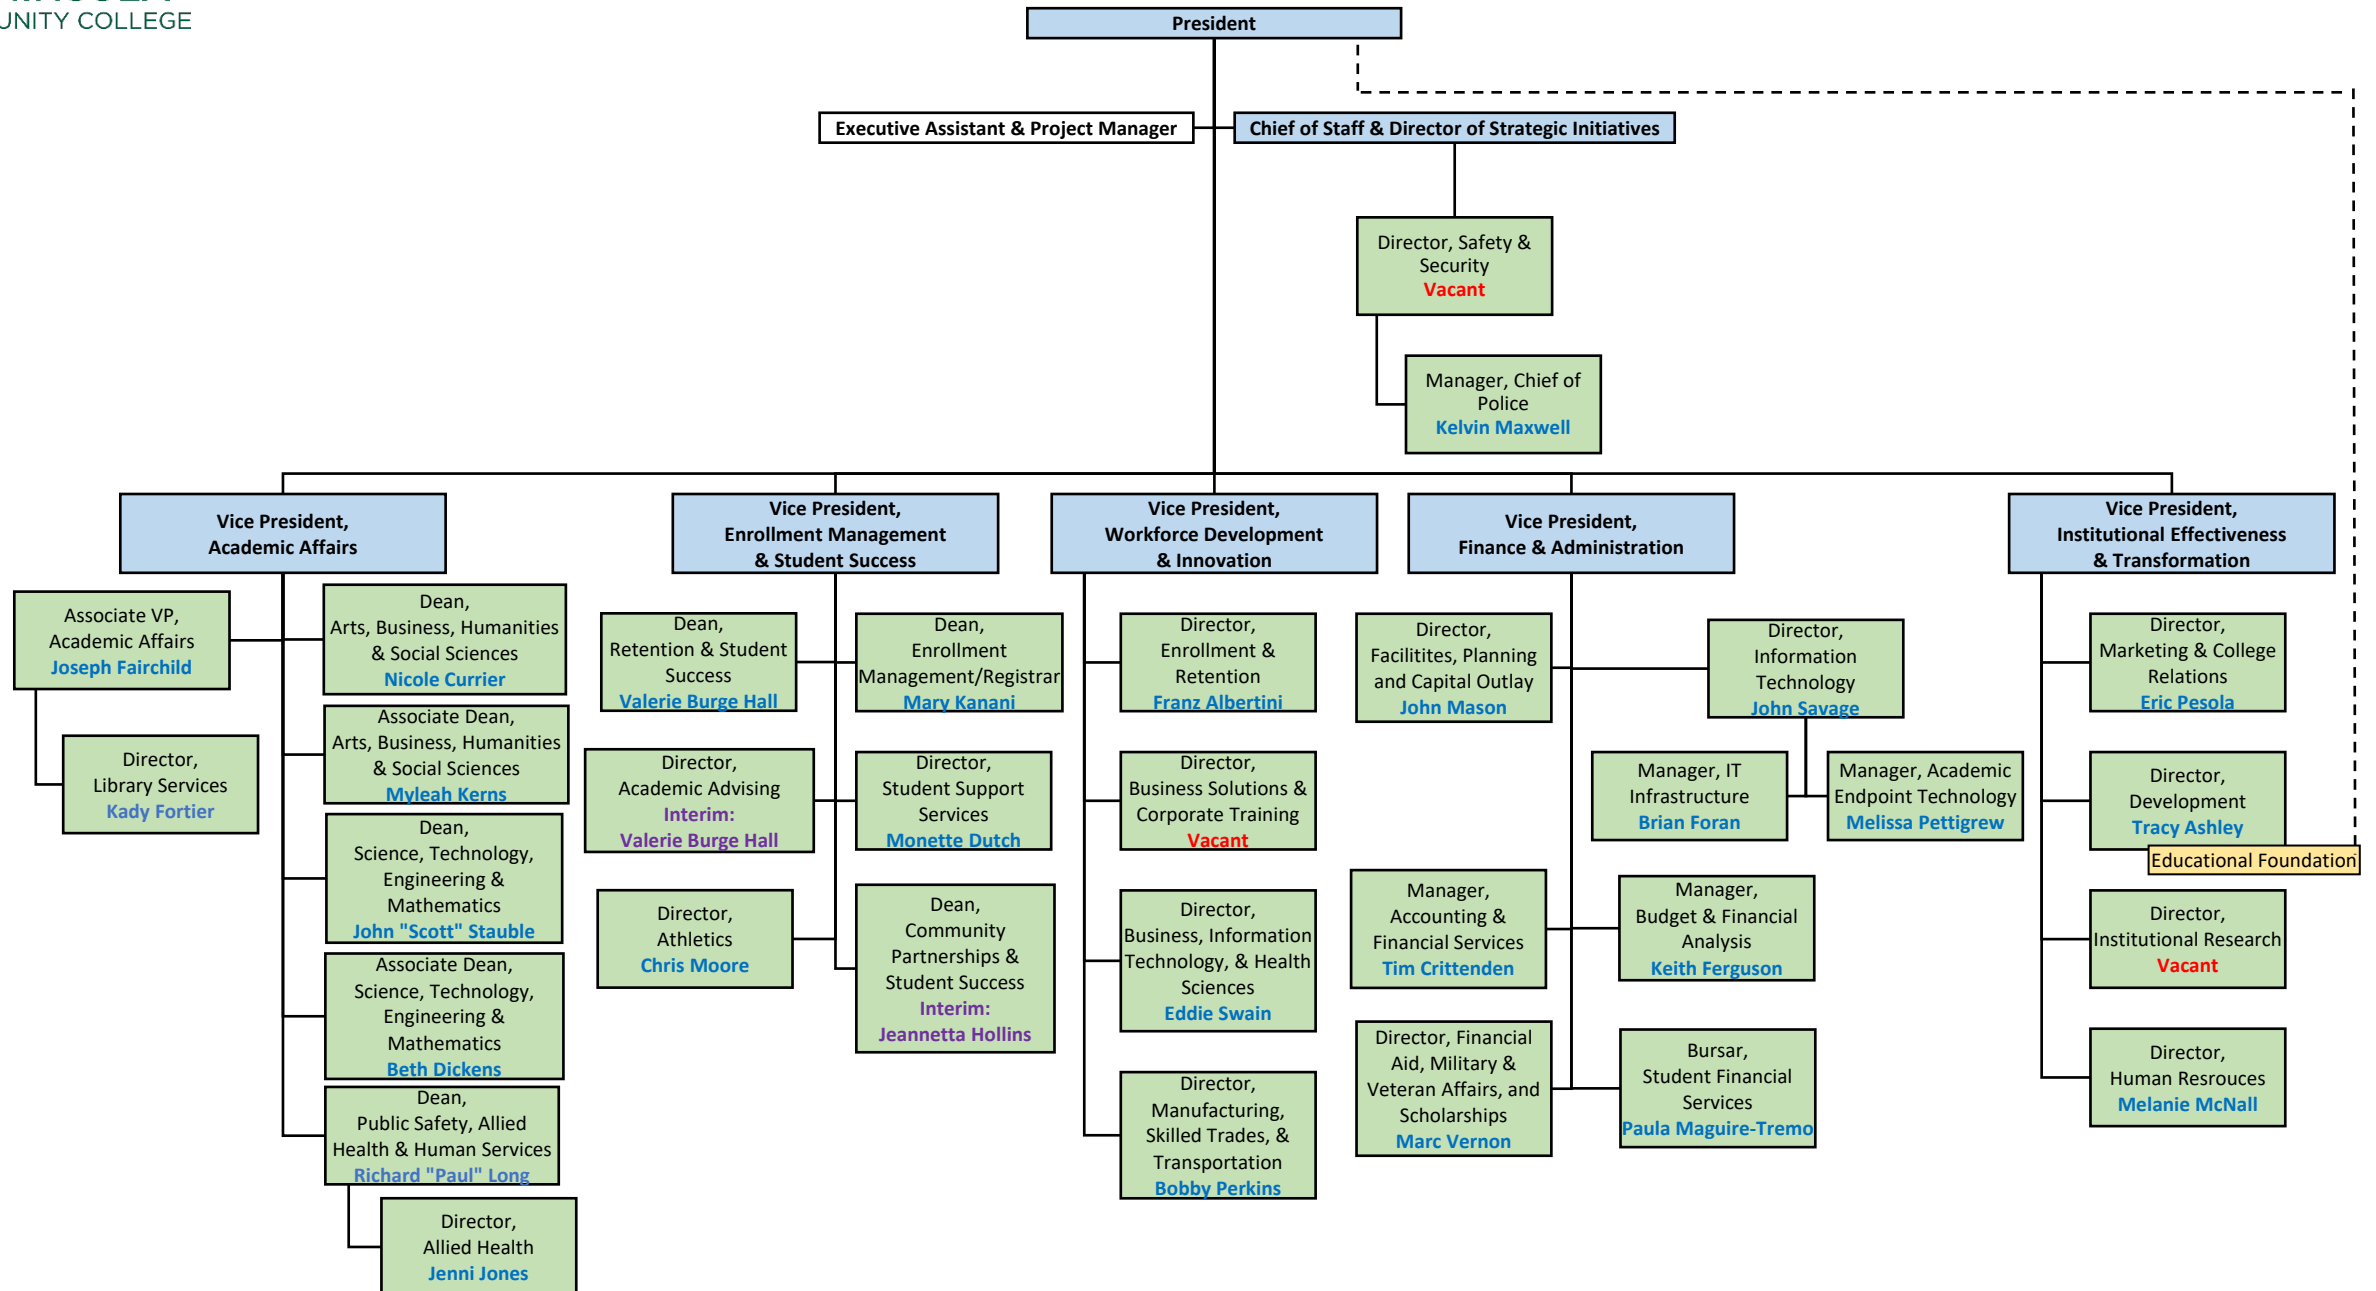 UNITY COLLEGE
President
Executive Assistant & Project Manager
Chief of Staff & Director of Strategic Initiatives
Director, Safety &
Security
Vacant
Manager, Chief of
Police
Kelvin Maxwell
Vice President,
Academic Affairs
Vice President,
Enrollment Management
& Student Success
Vice President,
Workforce Development
& Innovation
Vice President,
Finance & Administration
Vice President,
Institutional Effectiveness
& Transformation
Associate VP,
Academic Affairs
Joseph Fairchild
Director,
Library Services
Kady Fortier
Dean,
Arts, Business, Humanities
& Social Sciences
Nicole Currier
Associate Dean,
Arts, Business, Humanities
& Social Sciences
Myleah Kerns
Dean,
Science, Technology,
Engineering &
Mathematics
John "Scott" Stauble
Associate Dean,
Science, Technology,
Engineering &
Mathematics
Beth Dickens
Dean,
Public Safety, Allied
Health & Human Services
Richard "Paul" Long
Director,
Allied Health
Jenni Jones
Dean,
Retention & Student
Success
Valerie Burge Hall
Dean,
Enrollment
Management/Registrar
Mary Kanani
Director,
Academic Advising
Interim:
Valerie Burge Hall
Director,
Student Support
Services
Monette Dutch
Director,
Athletics
Chris Moore
Dean,
Community
Partnerships &
Student Success
Interim:
Jeannetta Hollins
Director,
Enrollment &
Retention
Franz Albertini
Director,
Business Solutions &
Corporate Training
Vacant
Director,
Business, Information
Technology, & Health
Sciences
Eddie Swain
Director,
Manufacturing,
Skilled Trades, &
Transportation
Bobby Perkins
Director,
Facilitites, Planning
and Capital Outlay
John Mason
Director,
Information
Technology
John Savage
Manager, IT
Infrastructure
Brian Foran
Manager, Academic
Endpoint Technology
Melissa Pettigrew
Manager,
Accounting &
Financial Services
Tim Crittenden
Manager,
Budget & Financial
Analysis
Keith Ferguson
Director, Financial
Aid, Military &
Veteran Affairs, and
Scholarships
Marc Vernon
Bursar,
Student Financial
Services
Paula Maguire-Tremo
Director,
Marketing & College
Relations
Eric Pesola
Director,
Development
Tracy Ashley
Educational Foundation
Director,
Institutional Research
Vacant
Director,
Human Resrouces
Melanie McNall